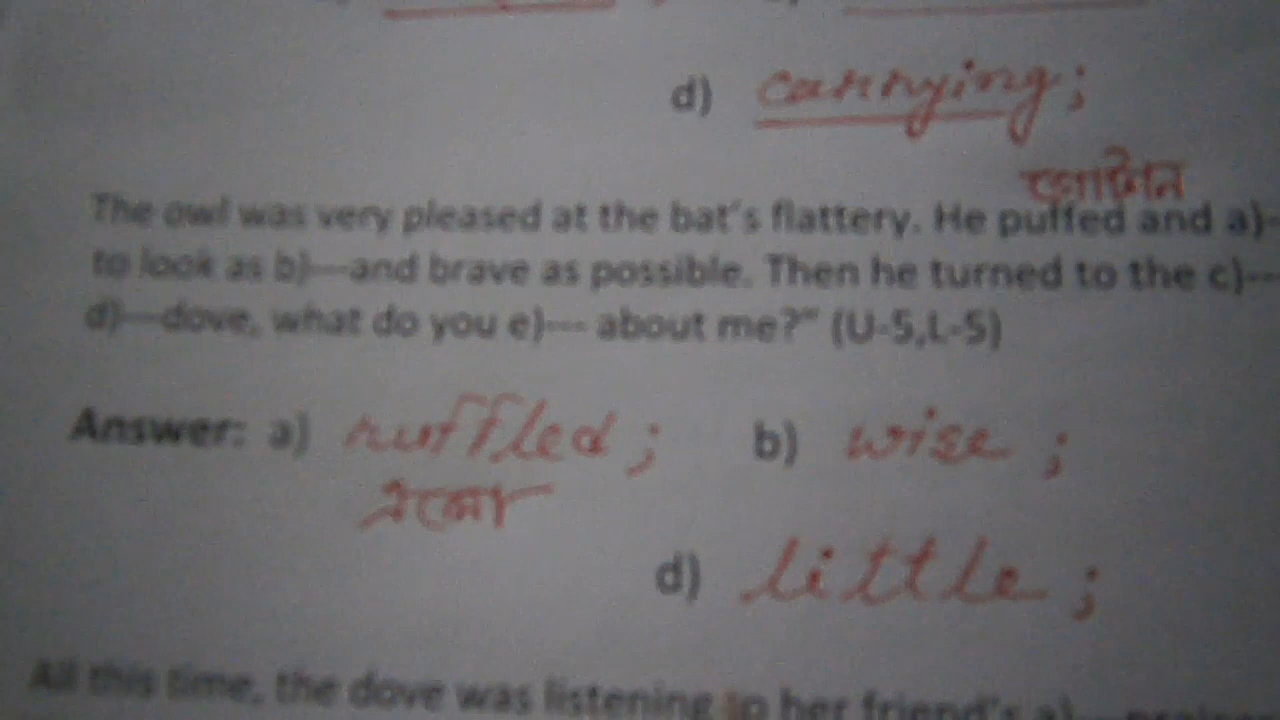 d) carrying;
The owl was very pleased at the bat's flattery. He puffed and a)-
to look as b)---and brave as possible. Then he turned to the c)---
d)---dove, what do you e)--- about me?" (U-5,L-5)
Answer: a) ruffled; b) wise;
d) little;
All this time, the dove was listening to her friend's a)